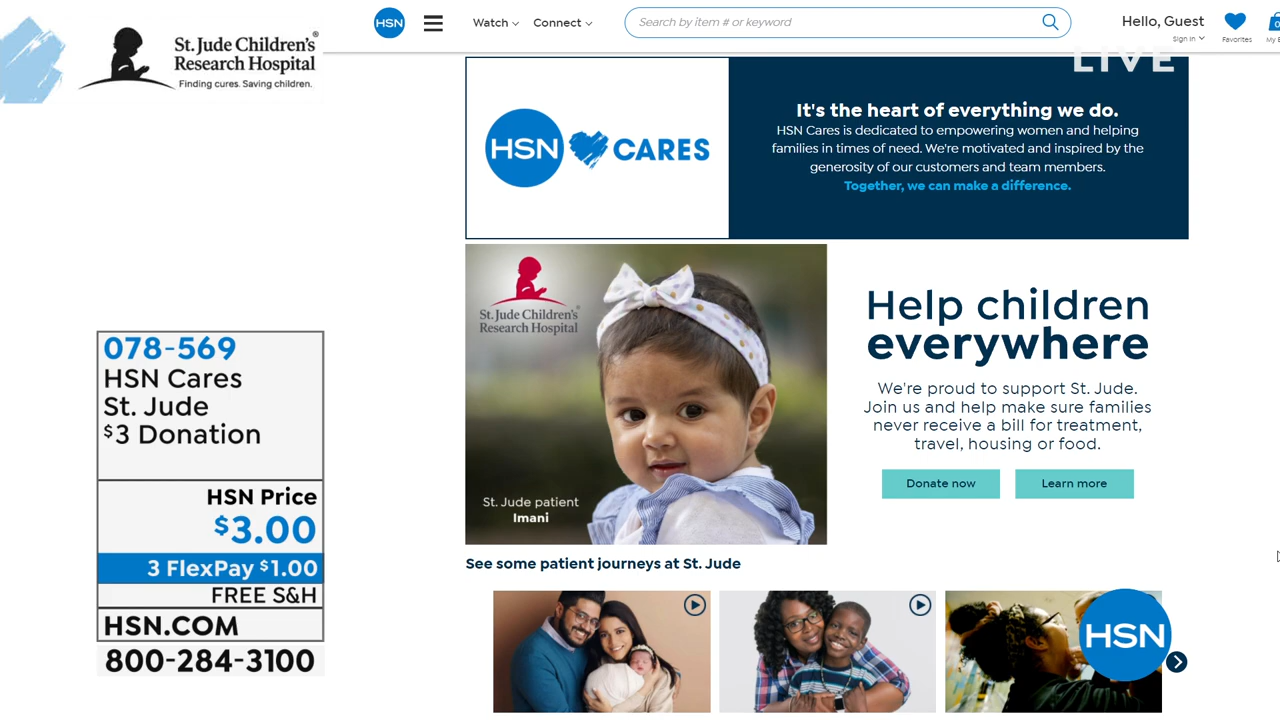 St. Jude Children's®
Research Hospital
Finding cures. Saving children.
HSN
Watch
Connect
Search by item # or keyword
Hello, Guest
Sign In
Favorites
0
LIVE
HSN CARES
It's the heart of everything we do.
HSN Cares is dedicated to empowering women and helping
families in times of need. We're motivated and inspired by the
generosity of our customers and team members.
Together, we can make a difference.
St. Jude Children's®
Research Hospital
St. Jude patient
Imani
Help children
everywhere
We're proud to support St. Jude.
Join us and help make sure families
never receive a bill for treatment,
travel, housing or food.
Donate now
Learn more
078-569
HSN Cares
St. Jude
$3 Donation
HSN Price
$3.00
3 FlexPay $1.00
FREE S&H
HSN.COM
800-284-3100
See some patient journeys at St. Jude
HSN